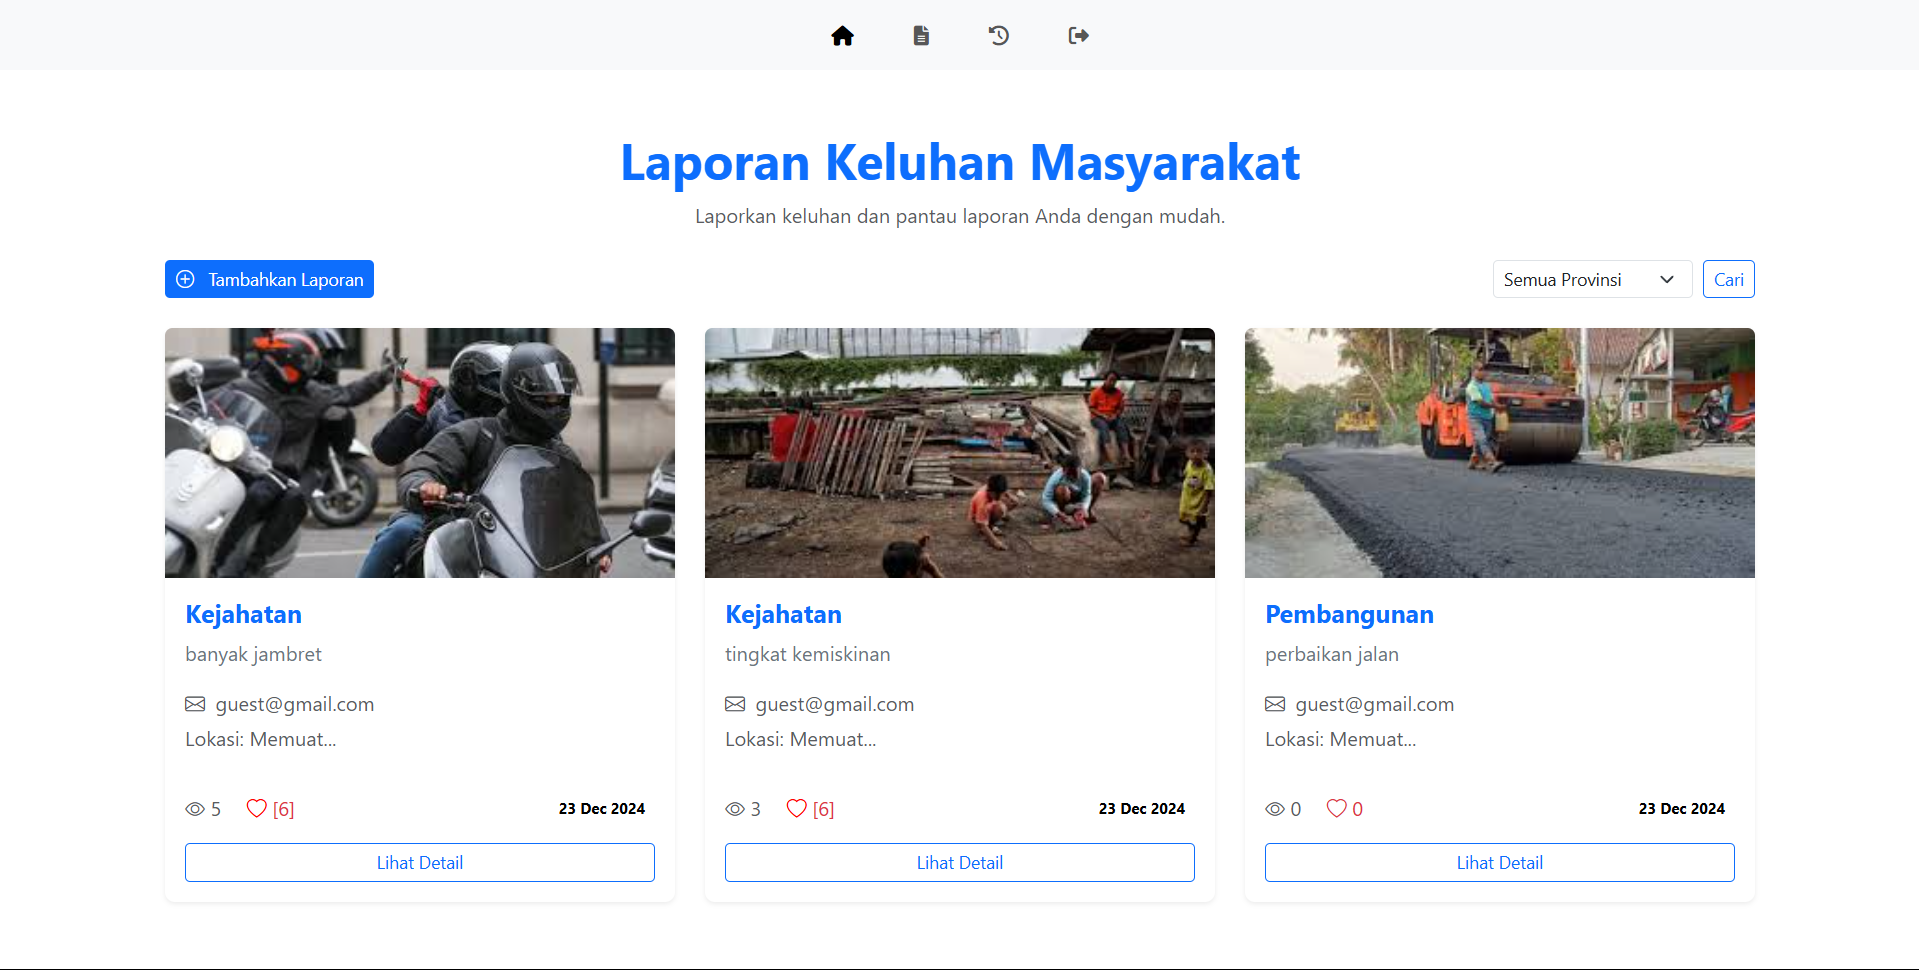 Laporan Keluhan Masyarakat
Laporkan keluhan dan pantau laporan Anda dengan mudah.
Tambahkan Laporan
Semua Provinsi
Cari
Kejahatan
banyak jambret
guest@gmail.com
Lokasi: Memuat...
5 [6] 23 Dec 2024
Lihat Detail
Kejahatan
tingkat kemiskinan
guest@gmail.com
Lokasi: Memuat...
3 [6] 23 Dec 2024
Lihat Detail
Pembangunan
perbaikan jalan
guest@gmail.com
Lokasi: Memuat...
0 0 23 Dec 2024
Lihat Detail